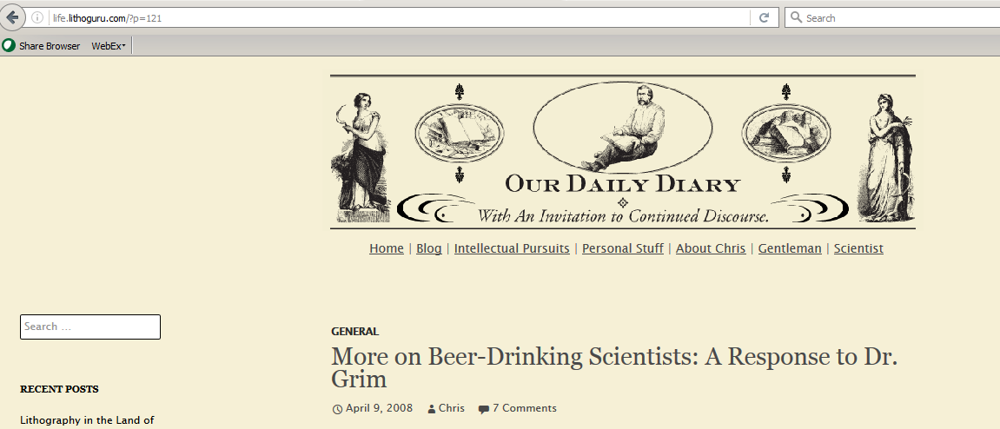 life.lithoguru.com/?p=121
Search
Share Browser WebEx
OUR DAILY DIARY
With An Invitation to Continued Discourse.
Home | Blog | Intellectual Pursuits | Personal Stuff | About Chris | Gentleman | Scientist
Search ...
GENERAL
More on Beer-Drinking Scientists: A Response to Dr.
Grim
April 9, 2008 Chris 7 Comments
RECENT POSTS
Lithography in the Land of